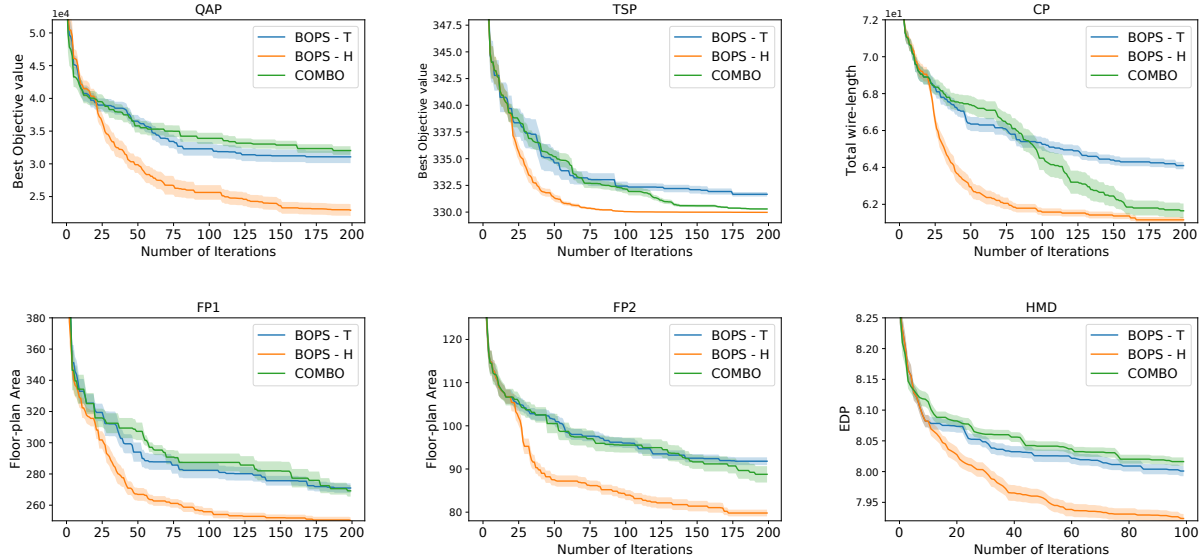 QAP
1e4
5.0
4.5
4.0
3.5
3.0
2.5
Best Objective value
BOPS - T
BOPS - H
COMBO
0 25 50 75 100 125 150 175 200
Number of Iterations
TSP
347.5
345.0
342.5
340.0
337.5
335.0
332.5
330.0
Best Objective value
BOPS - T
BOPS - H
COMBO
0 25 50 75 100 125 150 175 200
Number of Iterations
CP
1e1
7.2
7.0
6.8
6.6
6.4
6.2
Total wire-length
BOPS - T
BOPS - H
COMBO
0 25 50 75 100 125 150 175 200
Number of Iterations
FP1
380
360
340
320
300
280
260
Floor-plan Area
BOPS - T
BOPS - H
COMBO
0 25 50 75 100 125 150 175 200
Number of Iterations
FP2
120
110
100
90
80
Floor-plan Area
BOPS - T
BOPS - H
COMBO
0 25 50 75 100 125 150 175 200
Number of Iterations
HMD
8.25
8.20
8.15
8.10
8.05
8.00
7.95
EDP
BOPS - T
BOPS - H
COMBO
0 20 40 60 80 100
Number of Iterations